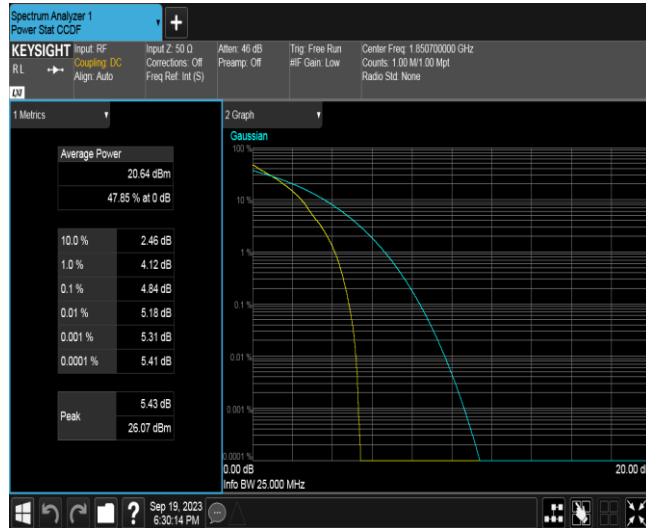 Spectrum Analyzer 1
Power Stat CCDF
+
KEYSIGHT
RL
LXI
Input: RF
Coupling: DC
Align: Auto
Input Z: 50 Ω
Corrections: Off
Freq Ref: Int (S)
Atten: 46 dB
Preamp: Off
Trig: Free Run
#IF Gain: Low
Center Freq: 1.850700000 GHz
Counts: 1.00 M/1.00 Mpt
Radio Std: None
1 Metrics
Average Power
20.64 dBm
47.85 % at 0 dB
10.0 % 2.46 dB
1.0 % 4.12 dB
0.1 % 4.84 dB
0.01 % 5.18 dB
0.001 % 5.31 dB
0.0001 % 5.41 dB
Peak
5.43 dB
26.07 dBm
2 Graph
Gaussian
100 %
10 %
1 %
0.1 %
0.01 %
0.001 %
0.0001 %
0.00 dB
20.00 d
Info BW 25.000 MHz
?
Sep 19, 2023
6:30:14 PM